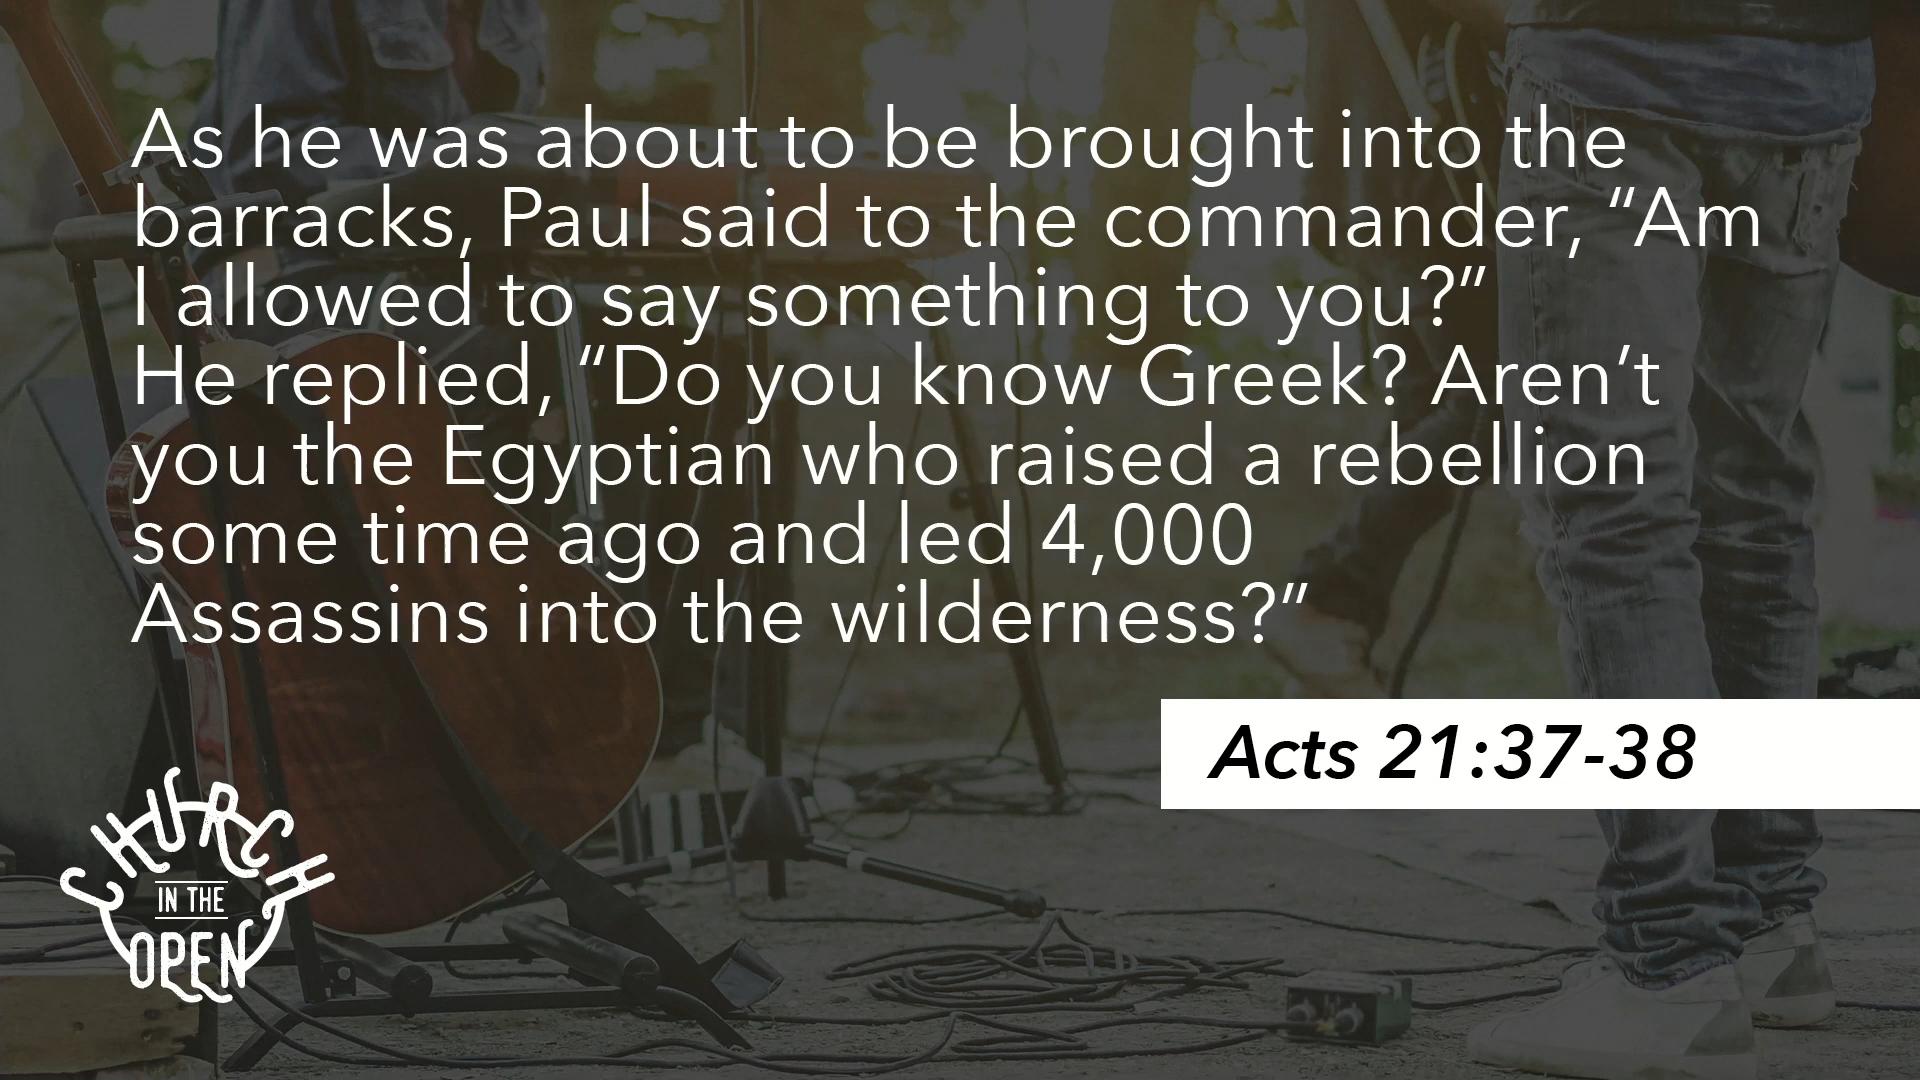 As he was about to be brought into the
barracks, Paul said to the commander, “Am
I allowed to say something to you?”
He replied, “Do you know Greek? Aren’t
you the Egyptian who raised a rebellion
some time ago and led 4,000
Assassins into the wilderness?”
Acts 21:37-38
CHURCH
IN THE
OPEN